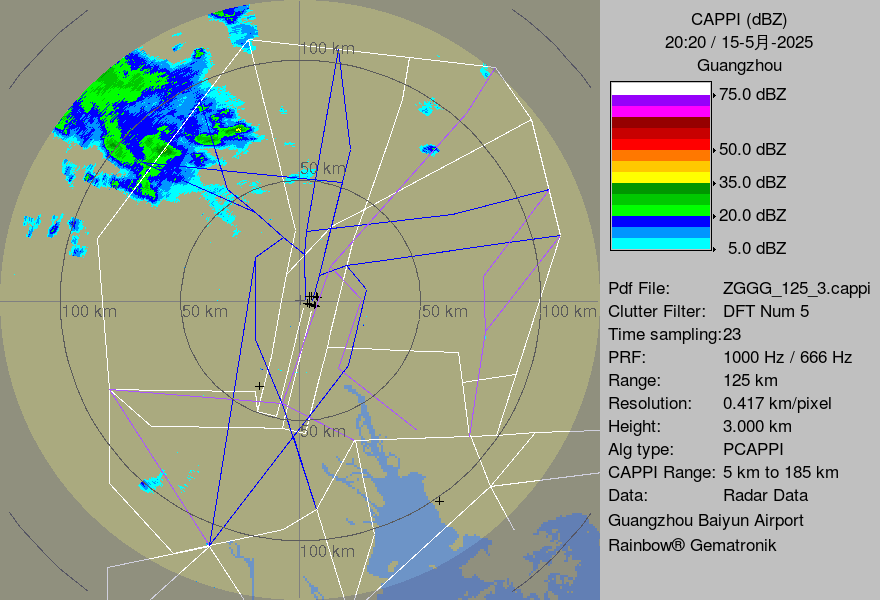 CAPPI (dBZ)
20:20 / 15-5月-2025
Guangzhou
75.0 dBZ
50.0 dBZ
35.0 dBZ
20.0 dBZ
5.0 dBZ
Pdf File: ZGGG_125_3.cappi
Clutter Filter: DFT Num 5
Time sampling:23
PRF: 1000 Hz / 666 Hz
Range: 125 km
Resolution: 0.417 km/pixel
Height: 3.000 km
Alg type: PCAPPI
CAPPI Range: 5 km to 185 km
Data: Radar Data
Guangzhou Baiyun Airport
Rainbow® Gematronik
100 km
50 km
100 km 50 km 50 km 100 km
50 km
100 km